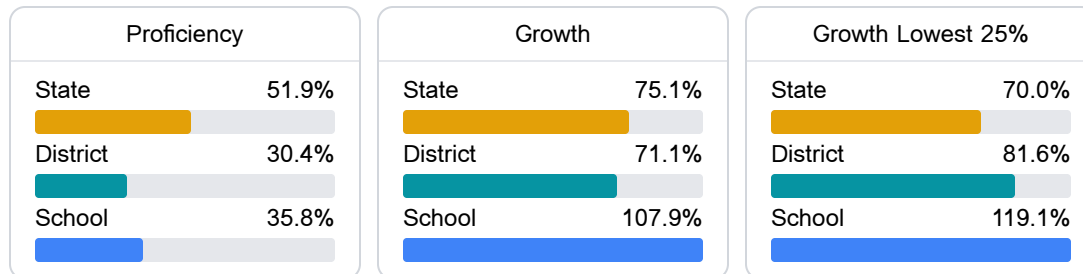 Proficiency
State 51.9%
District 30.4%
School 35.8%
Growth
State 75.1%
District 71.1%
School 107.9%
Growth Lowest 25%
State 70.0%
District 81.6%
School 119.1%